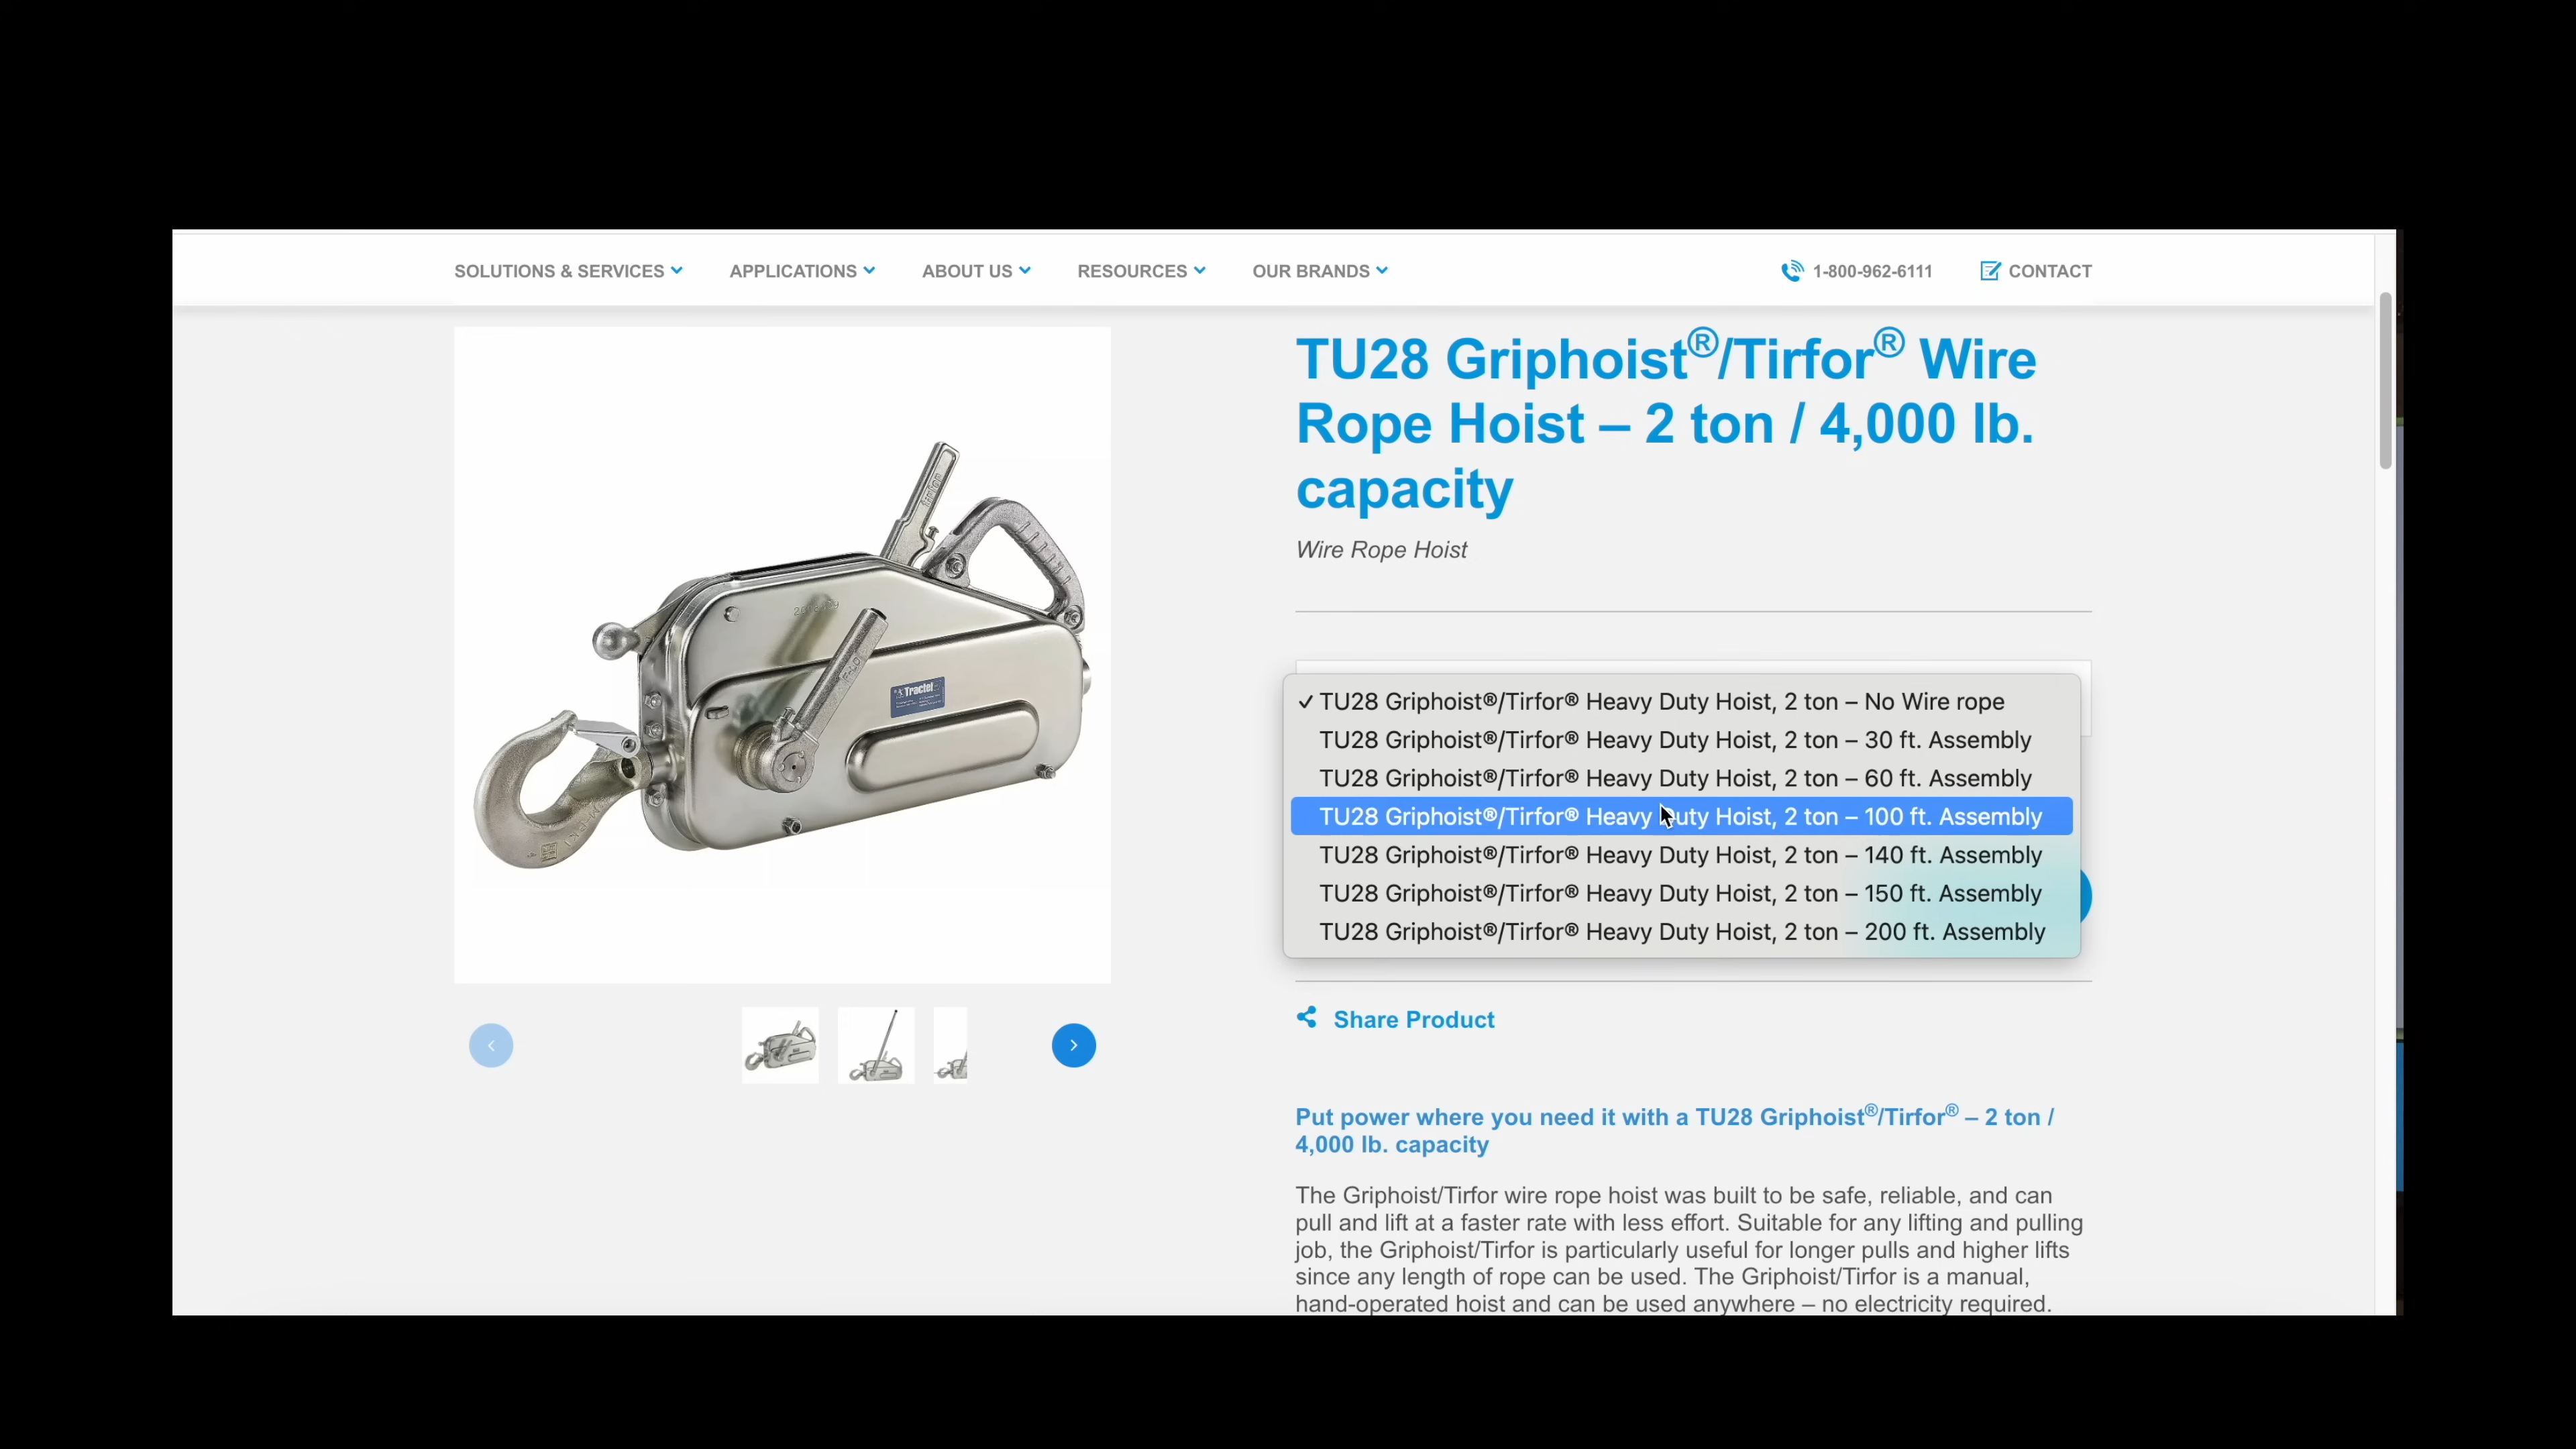 SOLUTIONS & SERVICES APPLICATIONS ABOUT US RESOURCES OUR BRANDS 1-800-962-6111 CONTACT
TU28 Griphoist®/Tirfor® Wire
Rope Hoist – 2 ton / 4,000 lb.
capacity
Wire Rope Hoist
✓ TU28 Griphoist®/Tirfor® Heavy Duty Hoist, 2 ton – No Wire rope
TU28 Griphoist®/Tirfor® Heavy Duty Hoist, 2 ton – 30 ft. Assembly
TU28 Griphoist®/Tirfor® Heavy Duty Hoist, 2 ton – 60 ft. Assembly
TU28 Griphoist®/Tirfor® Heavy Duty Hoist, 2 ton – 100 ft. Assembly
TU28 Griphoist®/Tirfor® Heavy Duty Hoist, 2 ton – 140 ft. Assembly
TU28 Griphoist®/Tirfor® Heavy Duty Hoist, 2 ton – 150 ft. Assembly
TU28 Griphoist®/Tirfor® Heavy Duty Hoist, 2 ton – 200 ft. Assembly
Tractel
Share Product
Put power where you need it with a TU28 Griphoist®/Tirfor® – 2 ton /
4,000 lb. capacity
The Griphoist/Tirfor wire rope hoist was built to be safe, reliable, and can
pull and lift at a faster rate with less effort. Suitable for any lifting and pulling
job, the Griphoist/Tirfor is particularly useful for longer pulls and higher lifts
since any length of rope can be used. The Griphoist/Tirfor is a manual,
hand-operated hoist and can be used anywhere – no electricity required.